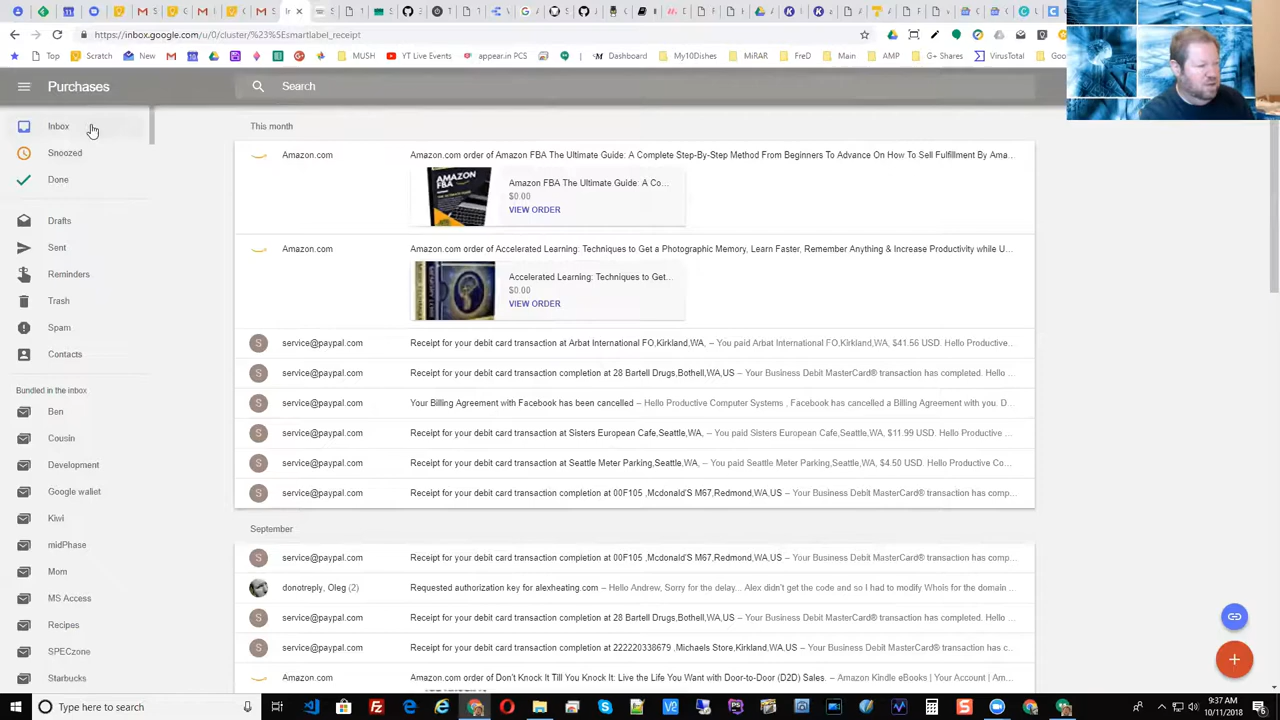 https://inbox.google.com/u/0/cluster/%23%5Esmartlabel_receipt
Top
Scratch
New
MUSH
YT Live Events
appear.in PCS
Dashboard
My10Dishes
MiRAR
FrD
Marathon
AMP
G+ Shares
VirusTotal
Purchases
Search
Inbox
Snoozed
Done
Drafts
Sent
Reminders
Trash
Spam
Contacts
Bundled in the inbox
Ben
Cousin
Development
Google wallet
Kiwi
midPhase
Mom
MS Access
Recipes
SPECzone
Starbucks
This month
Amazon.com Amazon.com order of Amazon FBA The Ultimate Guide: A Complete Step-By-Step Method From Beginners To Advance On How To Sell Fulfillment By Ama...
AMAZON FBA
Amazon FBA The Ultimate Guide: A Co...
$0.00
VIEW ORDER
Amazon.com Amazon.com order of Accelerated Learning: Techniques to Get a Photographic Memory, Learn Faster, Remember Anything & Increase Productivity while U...
Accelerated Learning: Techniques to Get...
$0.00
VIEW ORDER
S service@paypal.com Receipt for your debit card transaction at Arbat International FO,Kirkland,WA, – You paid Arbat International FO,Kirkland,WA, $41.56 USD. Hello Productive...
S service@paypal.com Receipt for your debit card transaction completion at 28 Bartell Drugs,Bothell,WA,US – Your Business Debit MasterCard® transaction has completed. Hello ...
S service@paypal.com Your Billing Agreement with Facebook has been cancelled – Hello Productive Computer Systems , Facebook has cancelled a Billing Agreement with you. D...
S service@paypal.com Receipt for your debit card transaction at Sisters European Cafe,Seattle,WA, – You paid Sisters European Cafe,Seattle,WA, $11.99 USD. Hello Productive ...
S service@paypal.com Receipt for your debit card transaction at Seattle Meter Parking,Seattle,WA, – You paid Seattle Meter Parking,Seattle,WA, $4.50 USD. Hello Productive Co...
S service@paypal.com Receipt for your debit card transaction completion at 00F105 ,Mcdonald'S M67,Redmond,WA,US – Your Business Debit MasterCard® transaction has comp...
September
S service@paypal.com Receipt for your debit card transaction completion at 00F105 ,Mcdonald'S M67,Redmond,WA,US – Your Business Debit MasterCard® transaction has comp...
donotreply, Oleg (2) Requested authorization key for alexheating.com – Hello Andrew, Sorry for the delay... Alex didn't get the code and so I had to modify Whois for the domain ...
S service@paypal.com Receipt for your debit card transaction completion at 28 Bartell Drugs,Bothell,WA,US – Your Business Debit MasterCard® transaction has completed. Hello ...
S service@paypal.com Receipt for your debit card transaction completion at 222220338679 ,Michaels Store,Kirkland,WA,US – Your Business Debit MasterCard® transaction has c...
Amazon.com Amazon.com order of Don't Knock It Till You Knock It: Live the Life You Want with Door-to-Door (D2D) Sales. – Amazon Kindle eBooks | Your Account | Am...
Type here to search
9:37 AM
10/11/2018